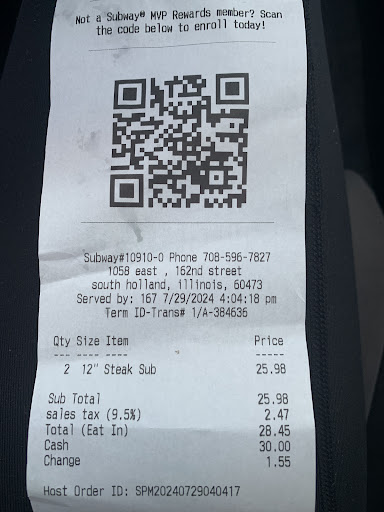 Not a Subway® MVP Rewards member? Scan
the code below to enroll today!
Subway#10910-0 Phone 708-596-7827
1058 east , 162nd street
south holland, illinois, 60473
Served by: 167 7/29/2024 4:04:18 pm
Term ID-Trans# 1/A-384636
Qty Size Item Price
--- ---- ---- -----
2 12" Steak Sub 25.98
Sub Total 25.98
sales tax (9.5%) 2.47
Total (Eat In) 28.45
Cash 30.00
Change 1.55
Host Order ID: SPM20240729040417